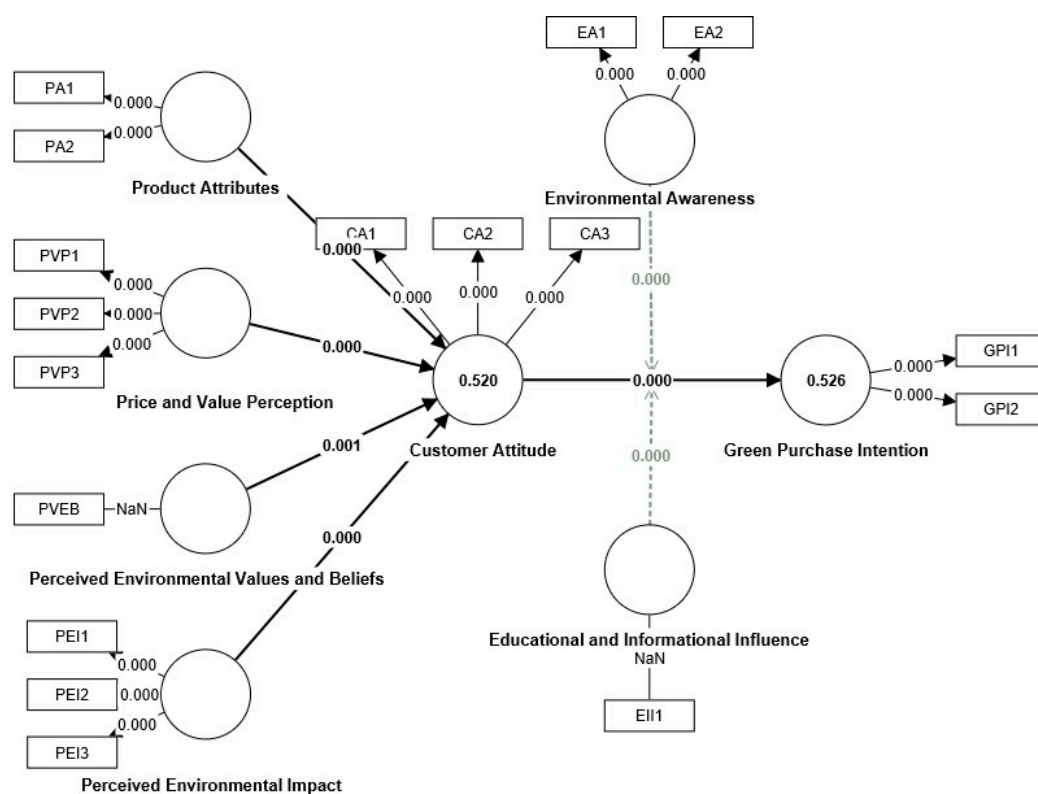 EA1
EA2
0.000
0.000
Environmental Awareness
PA1
PA2
0.000
0.000
Product Attributes
CA1
CA2
CA3
0.000
0.000
0.000
0.000
0.000
PVP1
PVP2
PVP3
0.000
0.000
0.000
Price and Value Perception
0.000
0.520
Customer Attitude
0.000
0.526
Green Purchase Intention
0.000
0.000
GPI1
GPI2
PVEB
NaN
0.001
Perceived Environmental Values and Beliefs
0.000
0.000
Educational and Informational Influence
NaN
EII1
PEI1
PEI2
PEI3
0.000
0.000
0.000
Perceived Environmental Impact